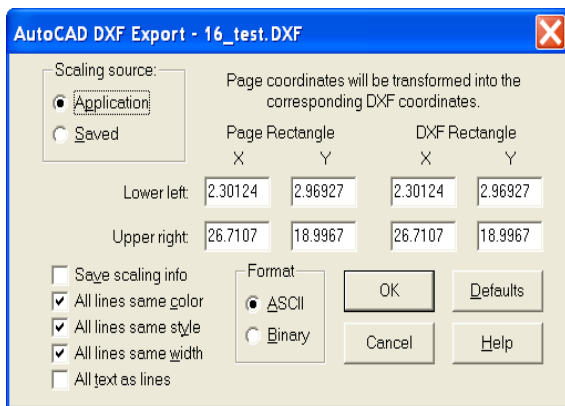 AutoCAD DXF Export - 16_test.DXF
Scaling source:
Application
Saved
Page coordinates will be transformed into the
corresponding DXF coordinates.
Page Rectangle DXF Rectangle
X Y X Y
Lower left: 2.30124 2.96927 2.30124 2.96927
Upper right: 26.7107 18.9967 26.7107 18.9967
Save scaling info
All lines same color
All lines same style
All lines same width
All text as lines
Format
ASCII
Binary
OK
Defaults
Cancel
Help